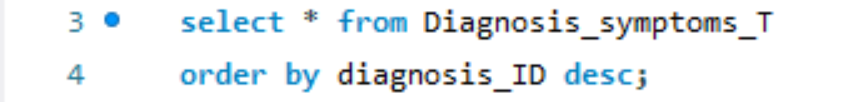 3 select * from Diagnosis_symptoms_T
4 order by diagnosis_ID desc;